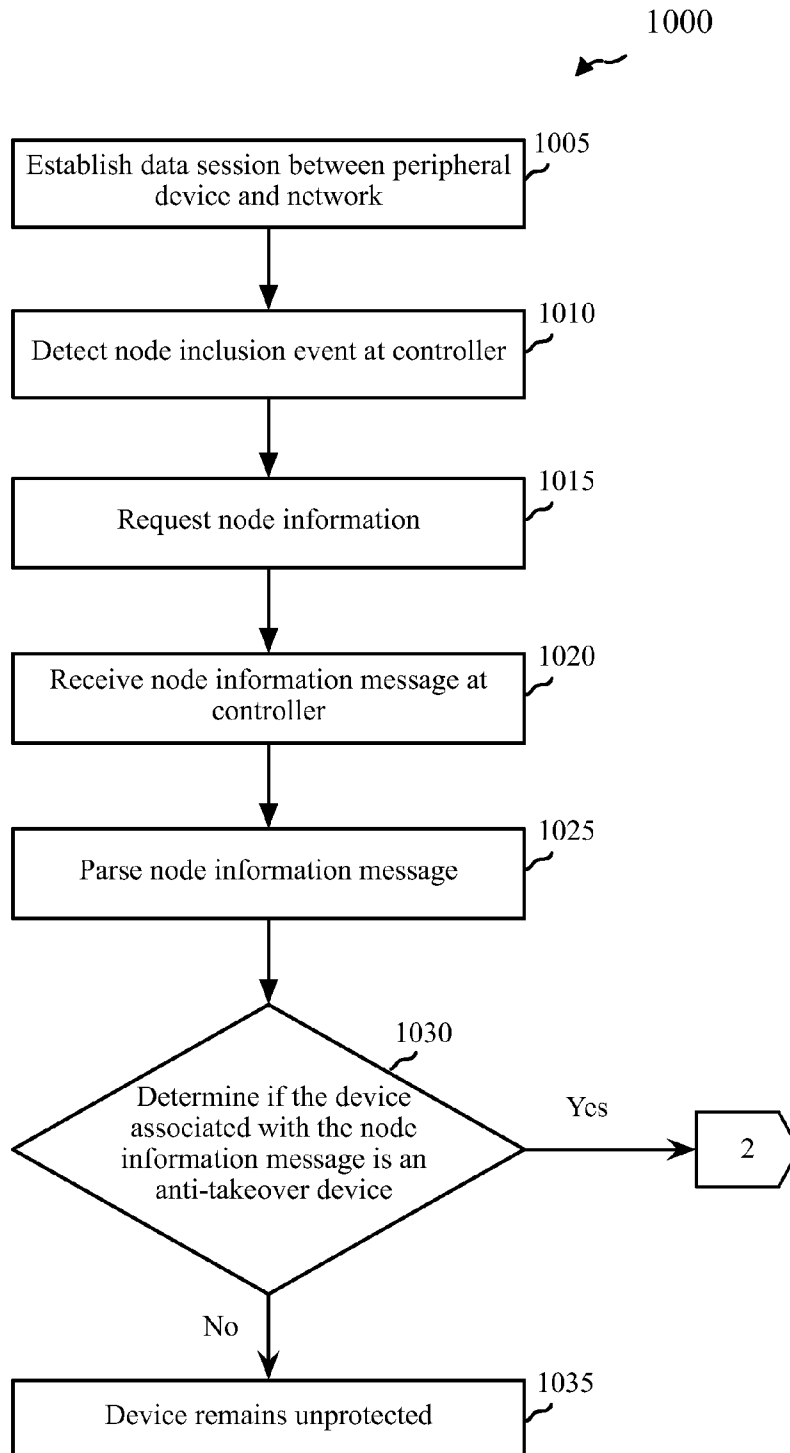 1000
1005
Establish data session between peripheral
device and network
1010
Detect node inclusion event at controller
1015
Request node information
1020
Receive node information message at
controller
1025
Parse node information message
1030
Determine if the device
associated with the node
information message is an
anti-takeover device
Yes
2
No
1035
Device remains unprotected